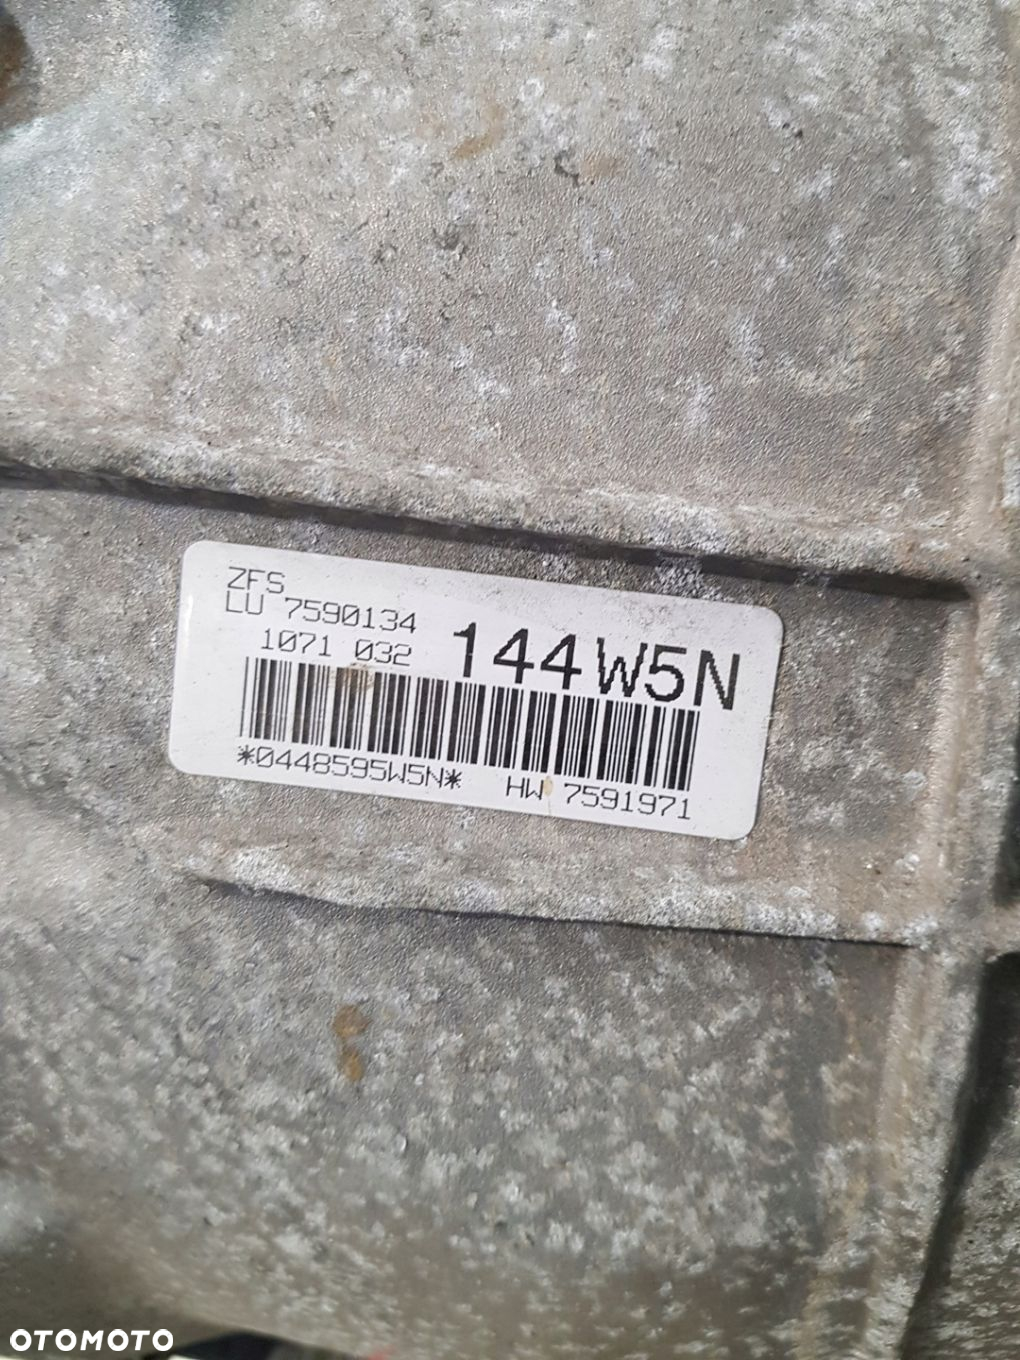 ZFS
LU 7590134
1071 032 144W5N
*0448595W5N* HW 7591971
OTOMOTO